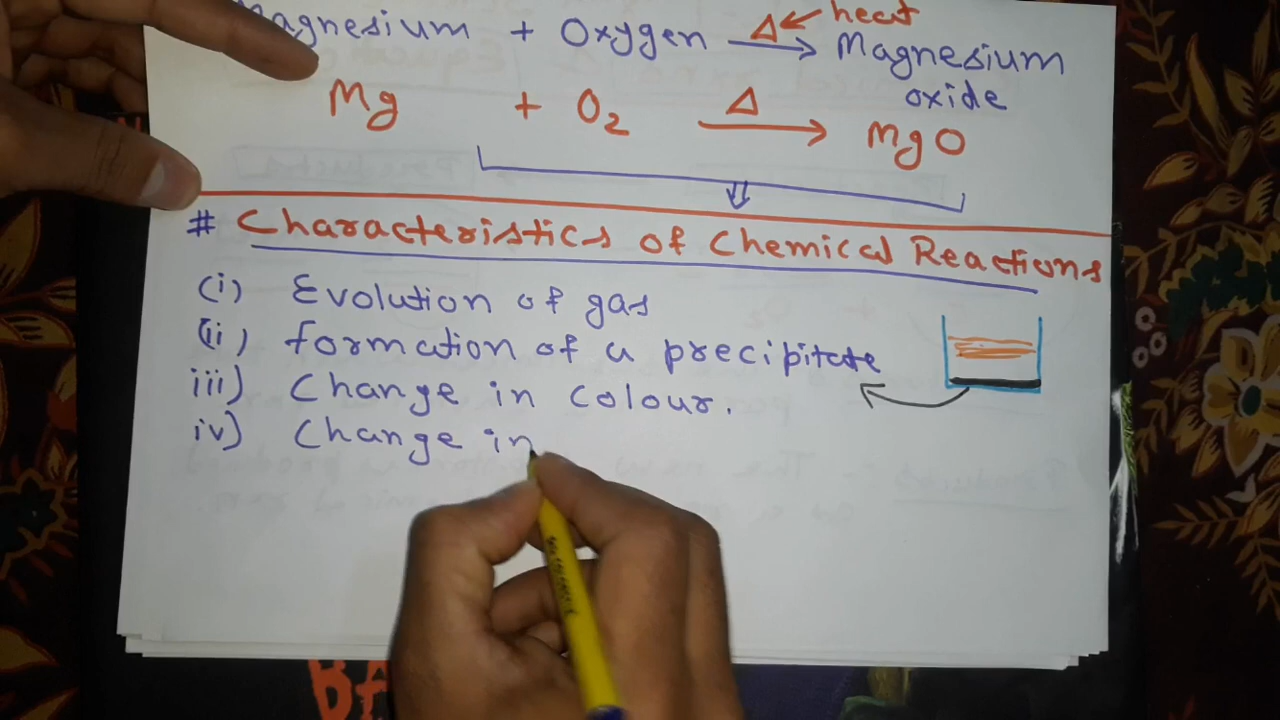 Magnesium + Oxygen Δ heat → Magnesium oxide
Mg + O₂ Δ → MgO
# Characteristics of Chemical Reactions
(i) Evolution of gas
(ii) formation of a precipitate
iii) Change in colour.
iv) Change in